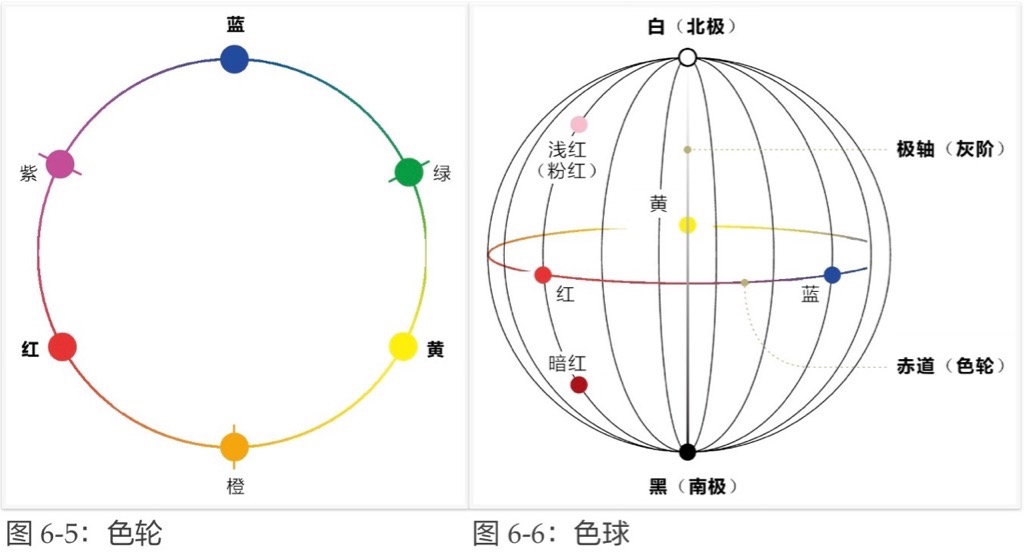 蓝
紫
绿
红
黄
橙
图 6-5：色轮
白（北极）
浅红
（粉红）
极轴（灰阶）
黄
红
蓝
暗红
赤道（色轮）
黑（南极）
图 6-6：色球